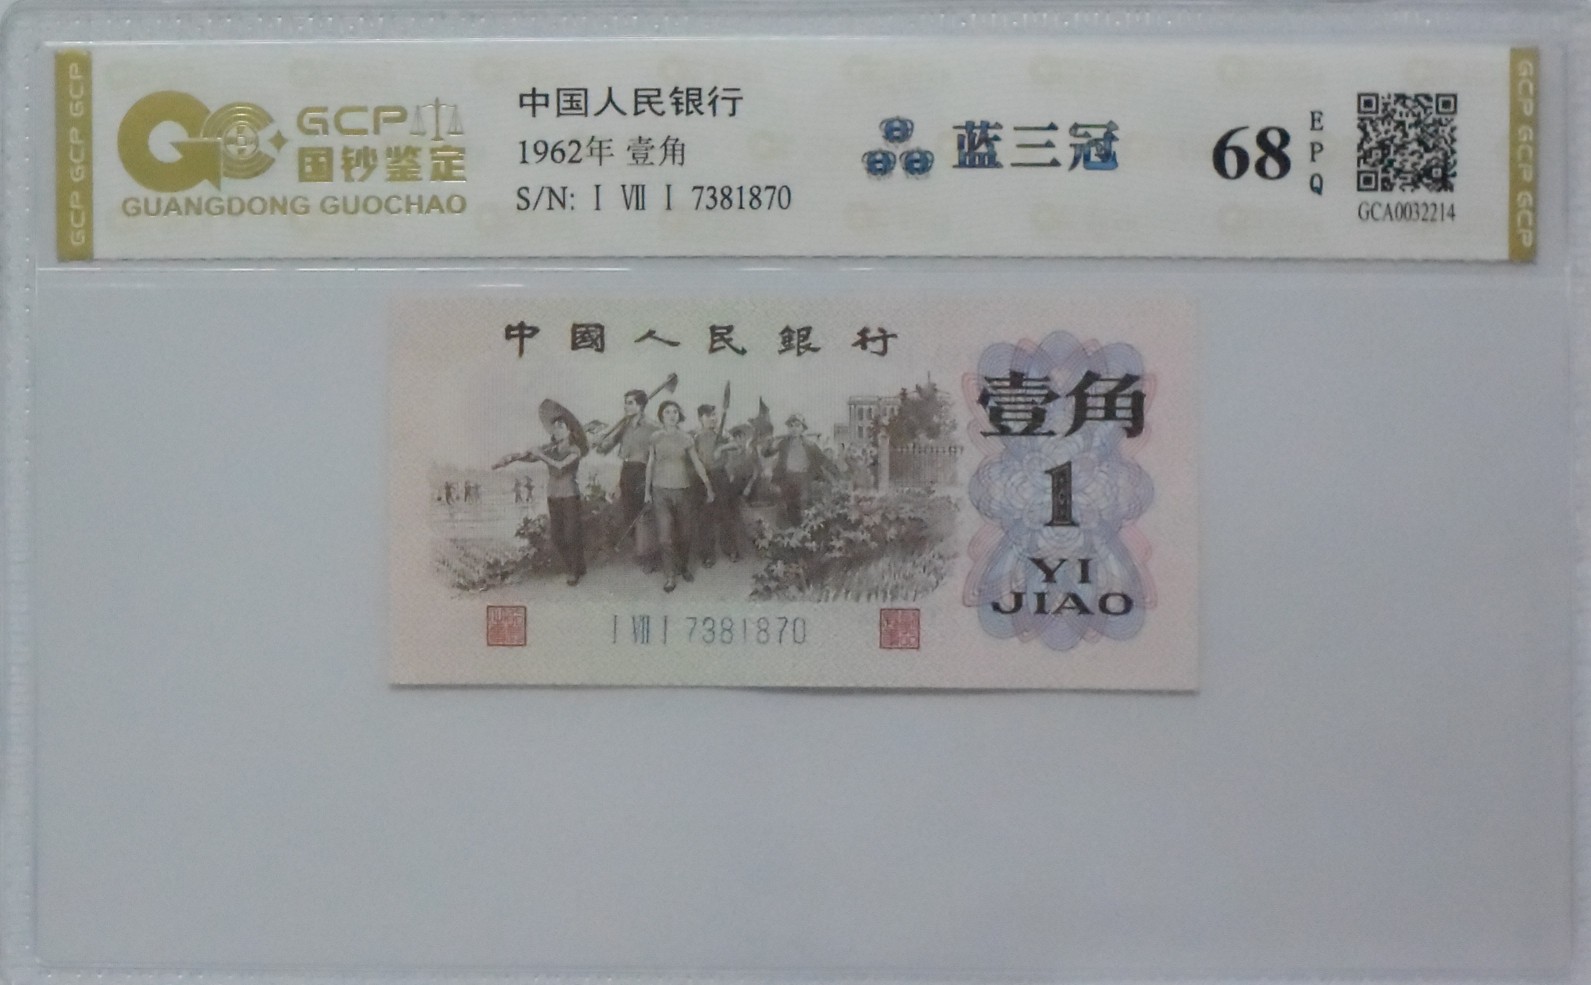 GCP GCP GCP
GCP
国钞鉴定
GUANGDONG GUOCHAO
中国人民银行
1962年 壹角
S/N: Ⅰ Ⅶ Ⅰ 7381870
蓝三冠
68
EPQ
GCA0032214
GCP GCP GCP
中國人民銀行
壹角
1
YI
JIAO
Ⅰ Ⅶ Ⅰ 7381870